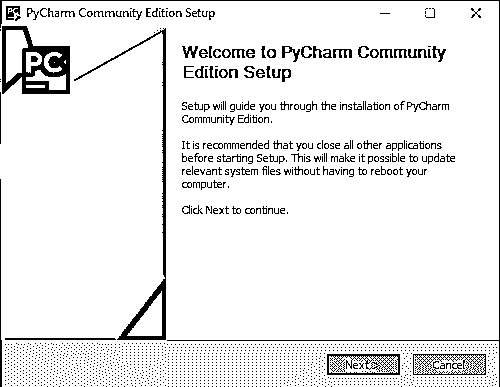 PyCharm Community Edition Setup
PC
Welcome to PyCharm Community
Edition Setup
Setup will guide you through the installation of PyCharm
Community Edition.
It is recommended that you close all other applications
before starting Setup. This will make it possible to update
relevant system files without having to reboot your
computer.
Click Next to continue.
Next >
Cancel